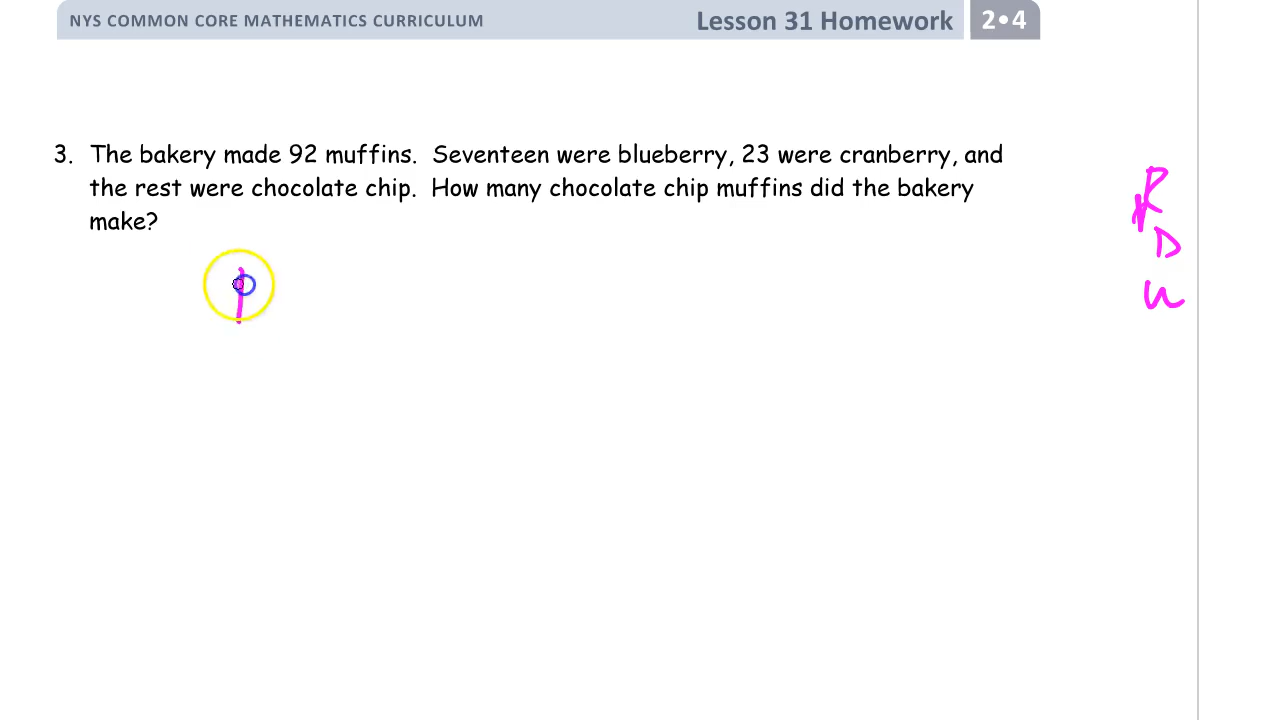 NYS COMMON CORE MATHEMATICS CURRICULUM Lesson 31 Homework 2•4
3. The bakery made 92 muffins. Seventeen were blueberry, 23 were cranberry, and
the rest were chocolate chip. How many chocolate chip muffins did the bakery
make?
R
D
W